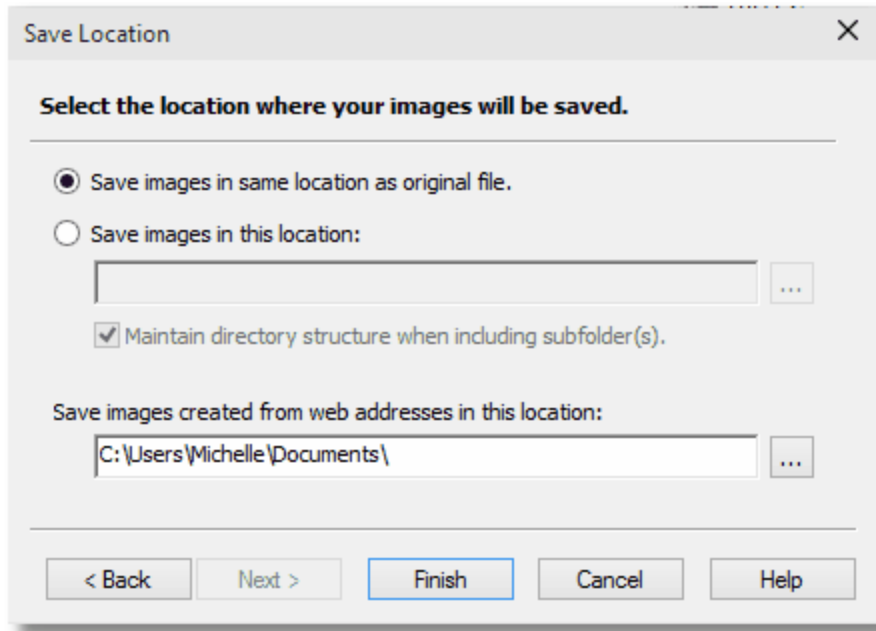 Save Location
Select the location where your images will be saved.
Save images in same location as original file.
Save images in this location:
...
Maintain directory structure when including subfolder(s).
Save images created from web addresses in this location:
C:\Users\Michelle\Documents\
...
< Back Next > Finish Cancel Help